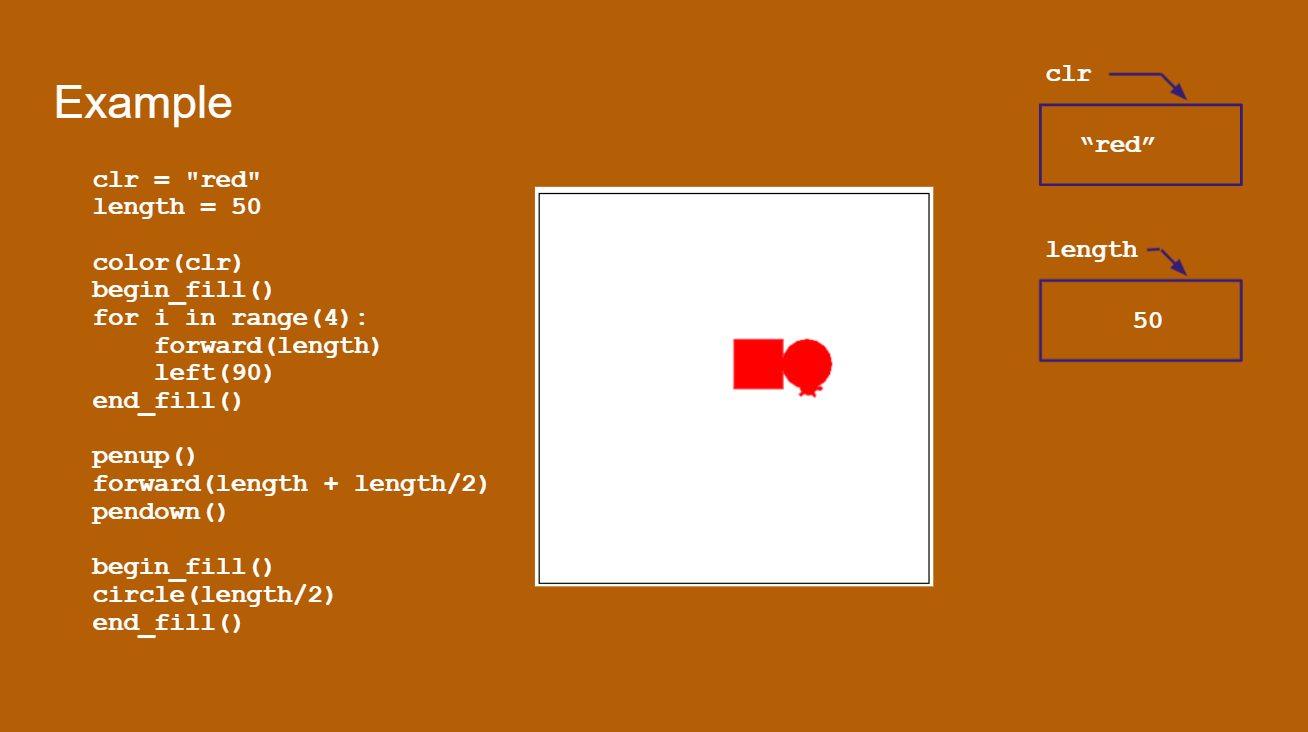 Example
clr = "red"
length = 50
color(clr)
begin_fill()
for i in range(4):
    forward(length)
    left(90)
end_fill()
penup()
forward(length + length/2)
pendown()
begin_fill()
circle(length/2)
end_fill()
clr
“red”
length
50